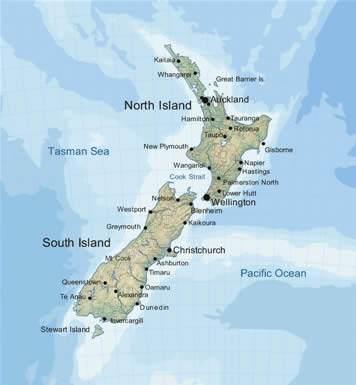 Kaitaia
Whangarei
Great Barrier Is.
North Island
Auckland
Hamilton
Tauranga
Rotorua
Taupo
Gisborne
New Plymouth
Tasman Sea
Napier
Wanganui
Hastings
Cook Strait
Palmerston North
Lower Hutt
Nelson
Wellington
Westport
Blenheim
Kaikoura
Greymouth
South Island
Christchurch
Mt Cook
Ashburton
Timaru
Pacific Ocean
Queenstown
Oamaru
Te Anau
Alexandra
Dunedin
Invercargill
Stewart Island